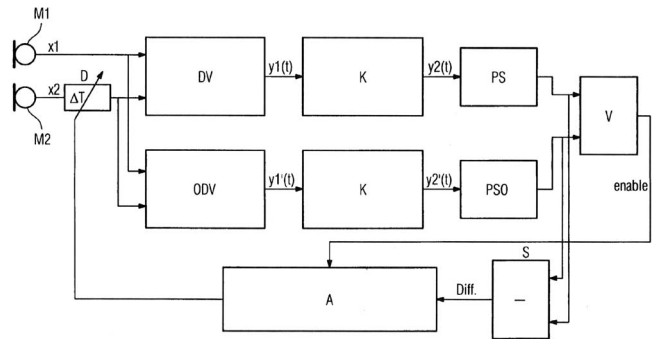 M1
x1
D
x2
ΔT
M2
DV
y1(t)
K
y2(t)
PS
V
ODV
y1'(t)
K
y2'(t)
PSO
enable
S
A
Diff.
—